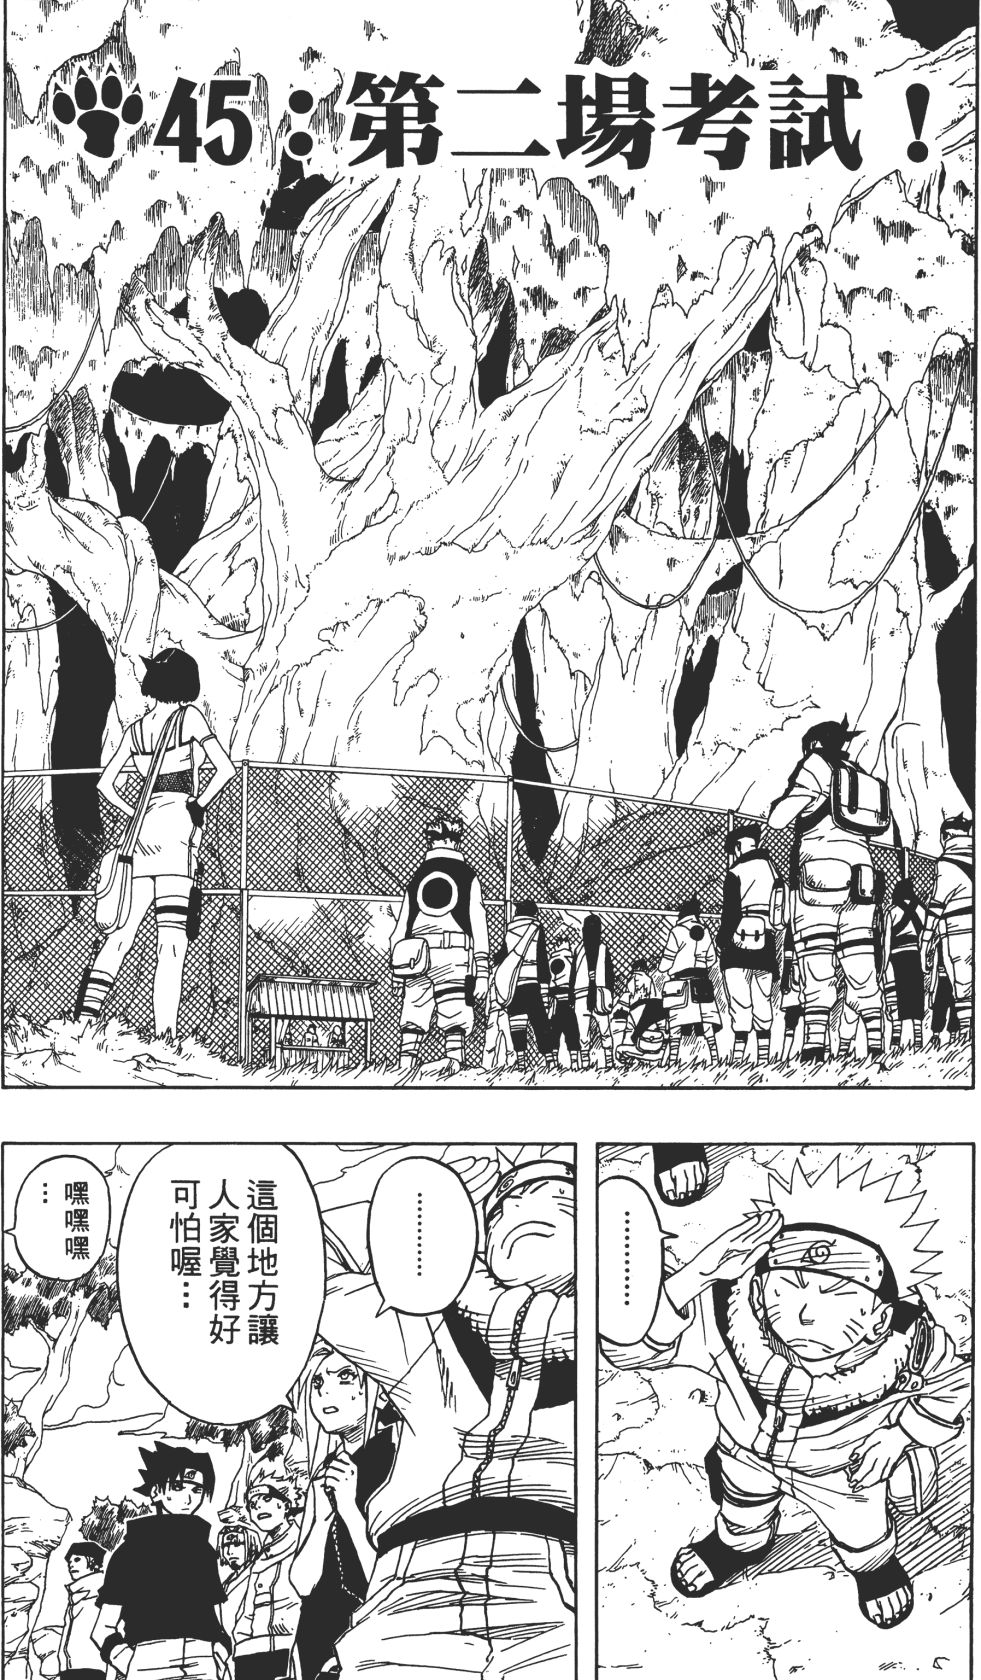 45：第二場考試！
…………
…………
這個地方讓
人家覺得好
可怕喔…
嘿嘿嘿
…